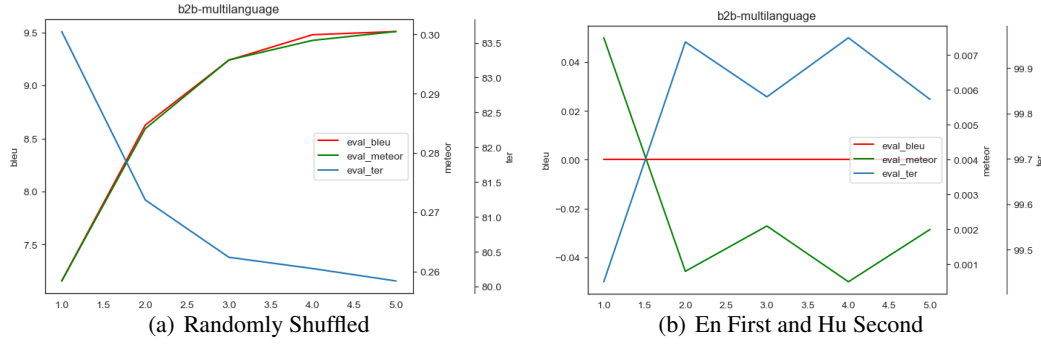 b2b-multilanguage
9.5
9.0
8.5
8.0
7.5
bleu
1.0 1.5 2.0 2.5 3.0 3.5 4.0 4.5 5.0
eval_bleu
eval_meteor
eval_ter
0.30
0.29
0.28
0.27
0.26
meteor
83.5
83.0
82.5
82.0
81.5
81.0
80.5
80.0
ter
(a) Randomly Shuffled
b2b-multilanguage
0.04
0.02
0.00
−0.02
−0.04
bleu
1.0 1.5 2.0 2.5 3.0 3.5 4.0 4.5 5.0
eval_bleu
eval_meteor
eval_ter
0.007
0.006
0.005
0.004
0.003
0.002
0.001
meteor
99.9
99.8
99.7
99.6
99.5
ter
(b) En First and Hu Second